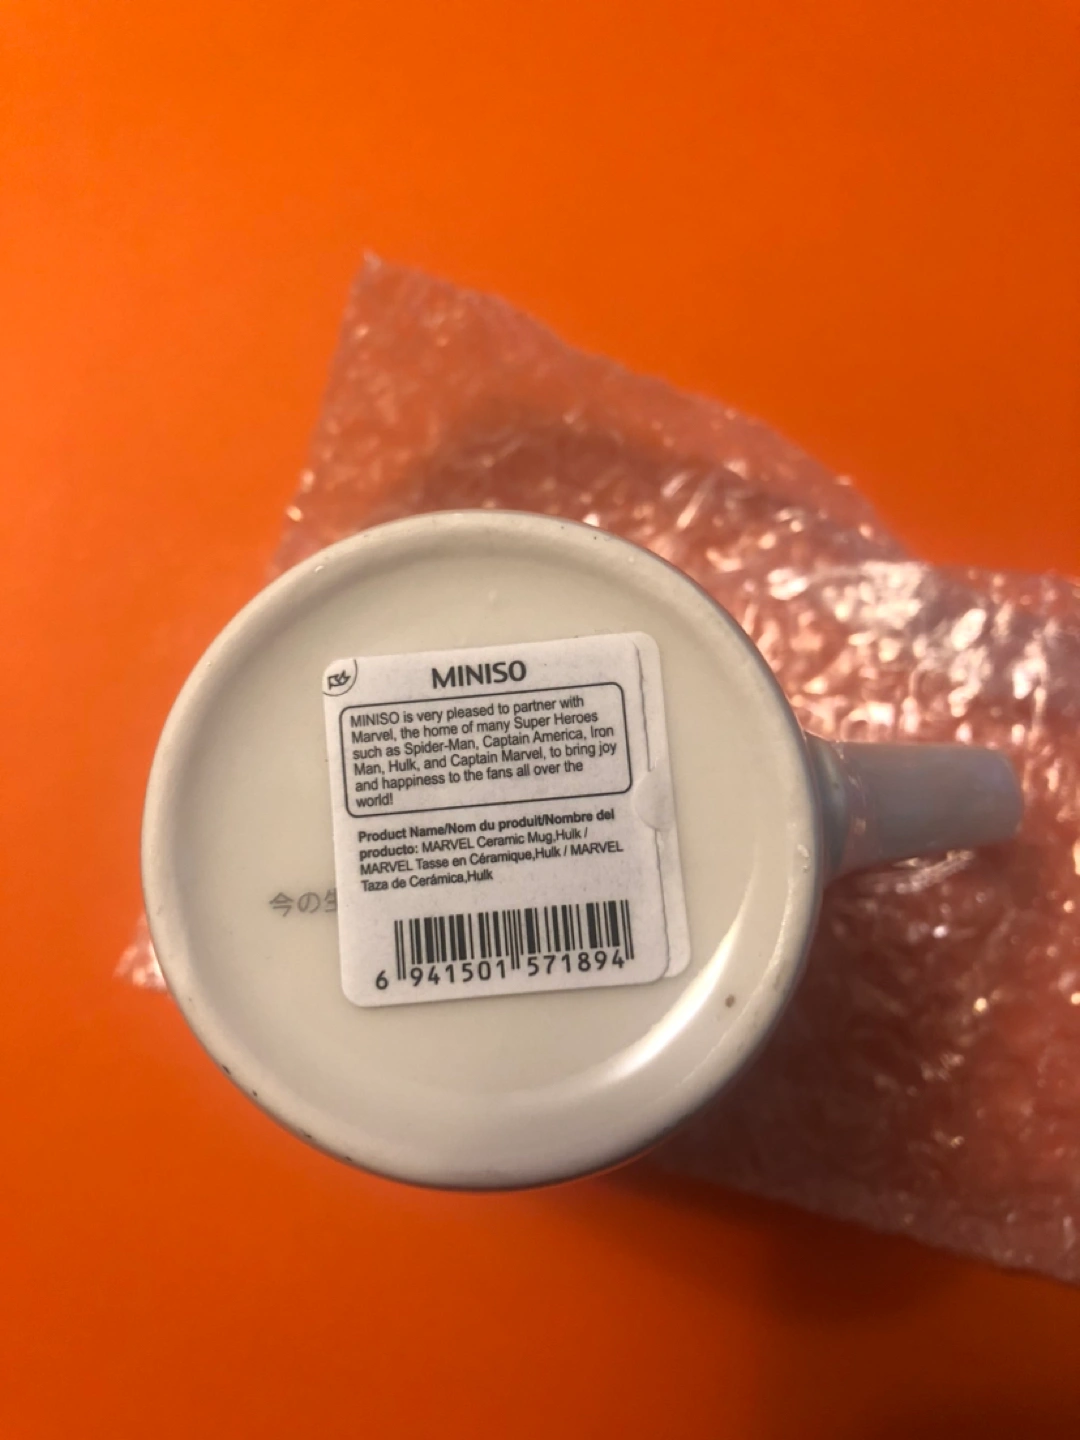 MINISO
MINISO is very pleased to partner with
Marvel, the home of many Super Heroes
such as Spider-Man, Captain America, Iron
Man, Hulk, and Captain Marvel, to bring joy
and happiness to the fans all over the
world!
Product Name/Nom du produit/Nombre del
producto: MARVEL Ceramic Mug,Hulk /
MARVEL Tasse en Céramique,Hulk / MARVEL
Taza de Cerámica,Hulk
今の生
6 941501 571894